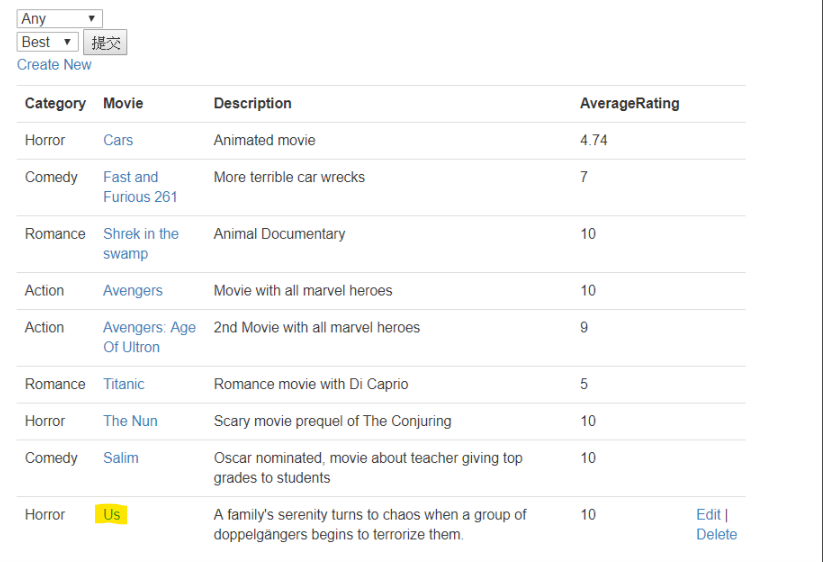 Any
Best 提交
Create New
Category Movie Description AverageRating
Horror Cars Animated movie 4.74
Comedy Fast and More terrible car wrecks 7
Furious 261
Romance Shrek in the Animal Documentary 10
swamp
Action Avengers Movie with all marvel heroes 10
Action Avengers: Age 2nd Movie with all marvel heroes 9
Of Ultron
Romance Titanic Romance movie with Di Caprio 5
Horror The Nun Scary movie prequel of The Conjuring 10
Comedy Salim Oscar nominated, movie about teacher giving top 10
grades to students
Horror Us A family's serenity turns to chaos when a group of 10 Edit |
doppelgängers begins to terrorize them. Delete